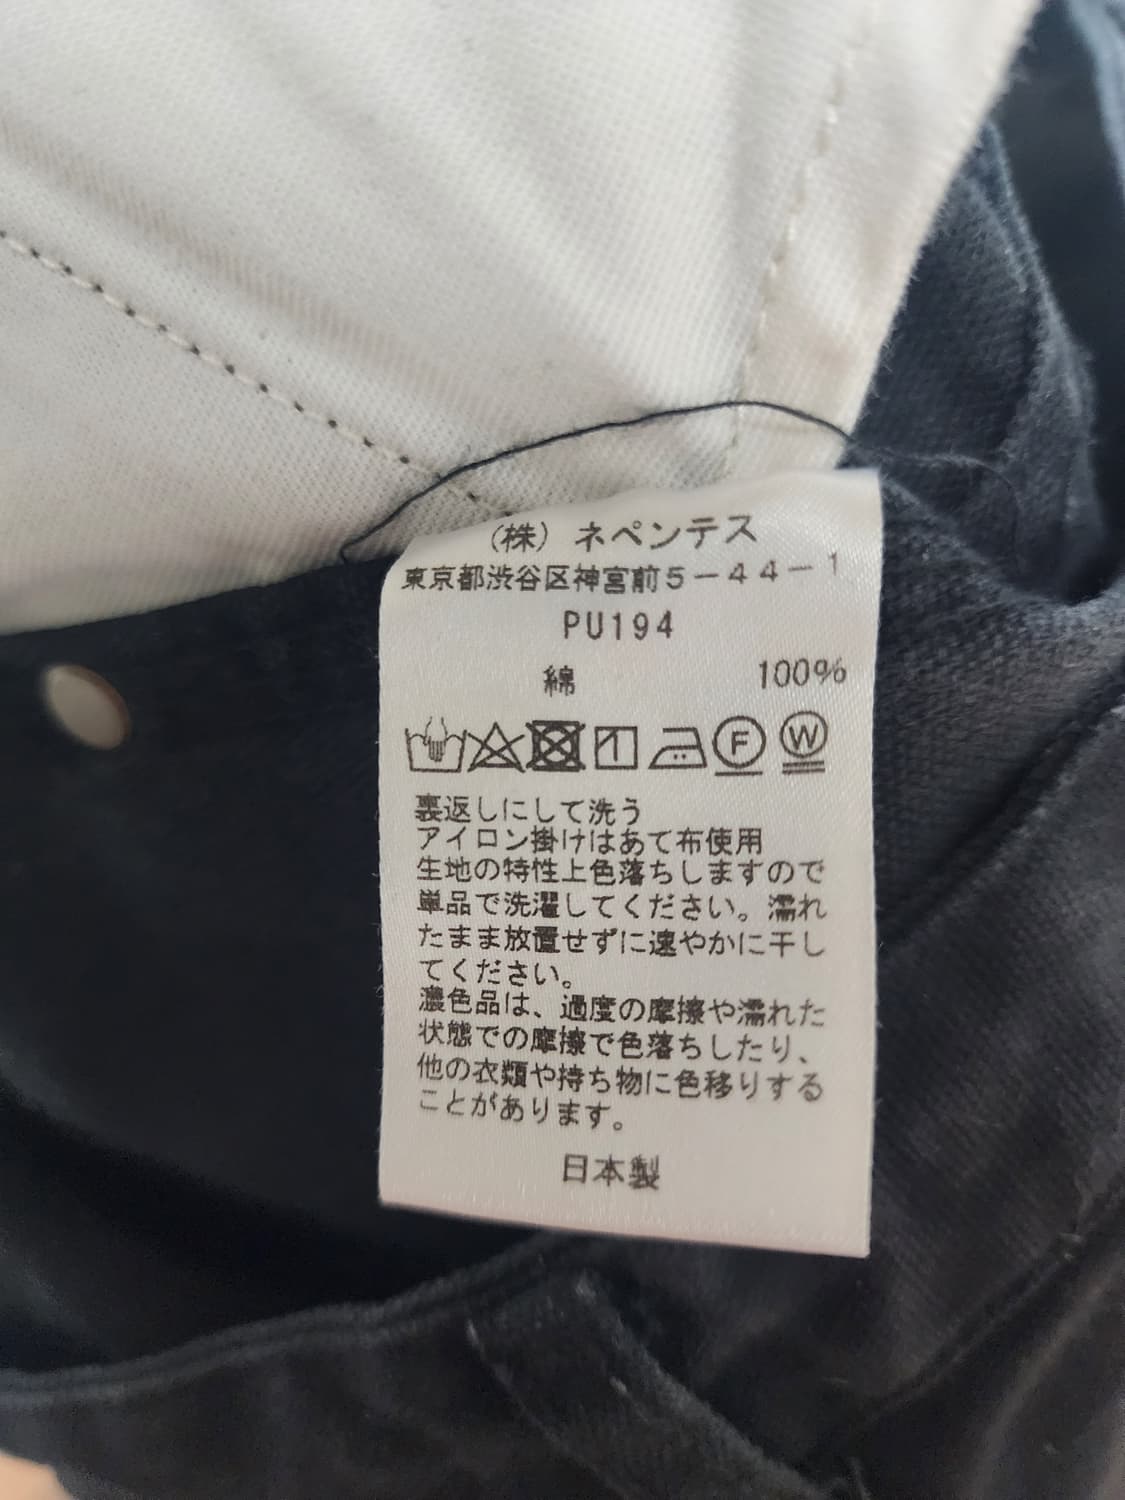 （株）ネペンテス
東京都渋谷区神宮前５－４４－１
PU194
綿 100%
F W
裏返しにして洗う
アイロン掛けはあて布使用
生地の特性上色落ちしますので
単品で洗濯してください。濡れ
たまま放置せずに速やかに干し
てください。
濃色品は、過度の摩擦や濡れた
状態での摩擦で色落ちしたり、
他の衣類や持ち物に色移りする
ことがあります。
日本製